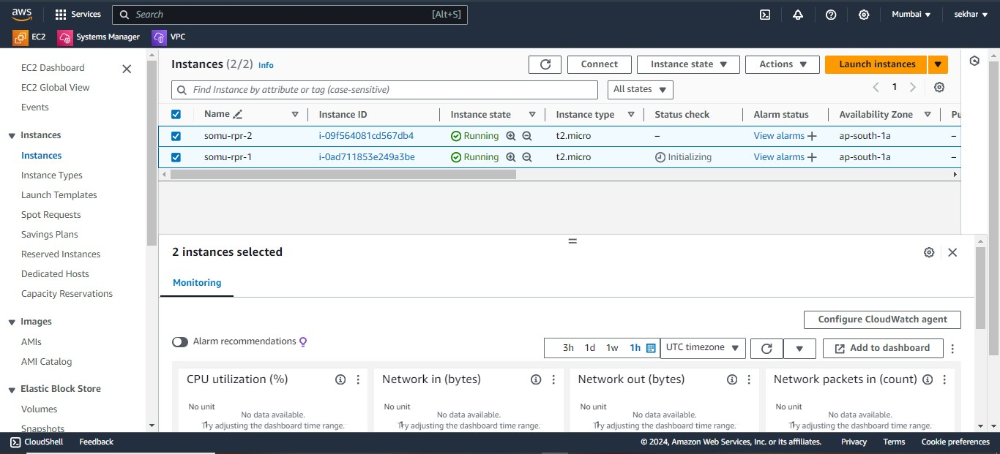 aws Services Search [Alt+S] Mumbai ▼ sekhar ▼
EC2 Systems Manager VPC
EC2 Dashboard
EC2 Global View
Events
Instances
Instances
Instance Types
Launch Templates
Spot Requests
Savings Plans
Reserved Instances
Dedicated Hosts
Capacity Reservations
Images
AMIs
AMI Catalog
Elastic Block Store
Volumes
Snapshots
Instances (2/2) Info Connect Instance state ▼ Actions ▼ Launch instances ▼
Find Instance by attribute or tag (case-sensitive) All states ▼ 1
Name Instance ID Instance state Instance type Status check Alarm status Availability Zone Pu
somu-rpr-2 i-09f564081cd567db4 Running t2.micro – View alarms + ap-south-1a –
somu-rpr-1 i-0ad711853e249a3be Running t2.micro Initializing View alarms + ap-south-1a –
2 instances selected
Monitoring
Configure CloudWatch agent
Alarm recommendations 3h 1d 1w 1h UTC timezone ▼ Add to dashboard
CPU utilization (%) Network in (bytes) Network out (bytes) Network packets in (count)
No unit No unit No unit No unit
No data available. No data available. No data available. No data available.
1 Try adjusting the dashboard time range. 1 Try adjusting the dashboard time range. 1 Try adjusting the dashboard time range. 1 Try adjusting the dashboard time range.
CloudShell Feedback © 2024, Amazon Web Services, Inc. or its affiliates. Privacy Terms Cookie preferences